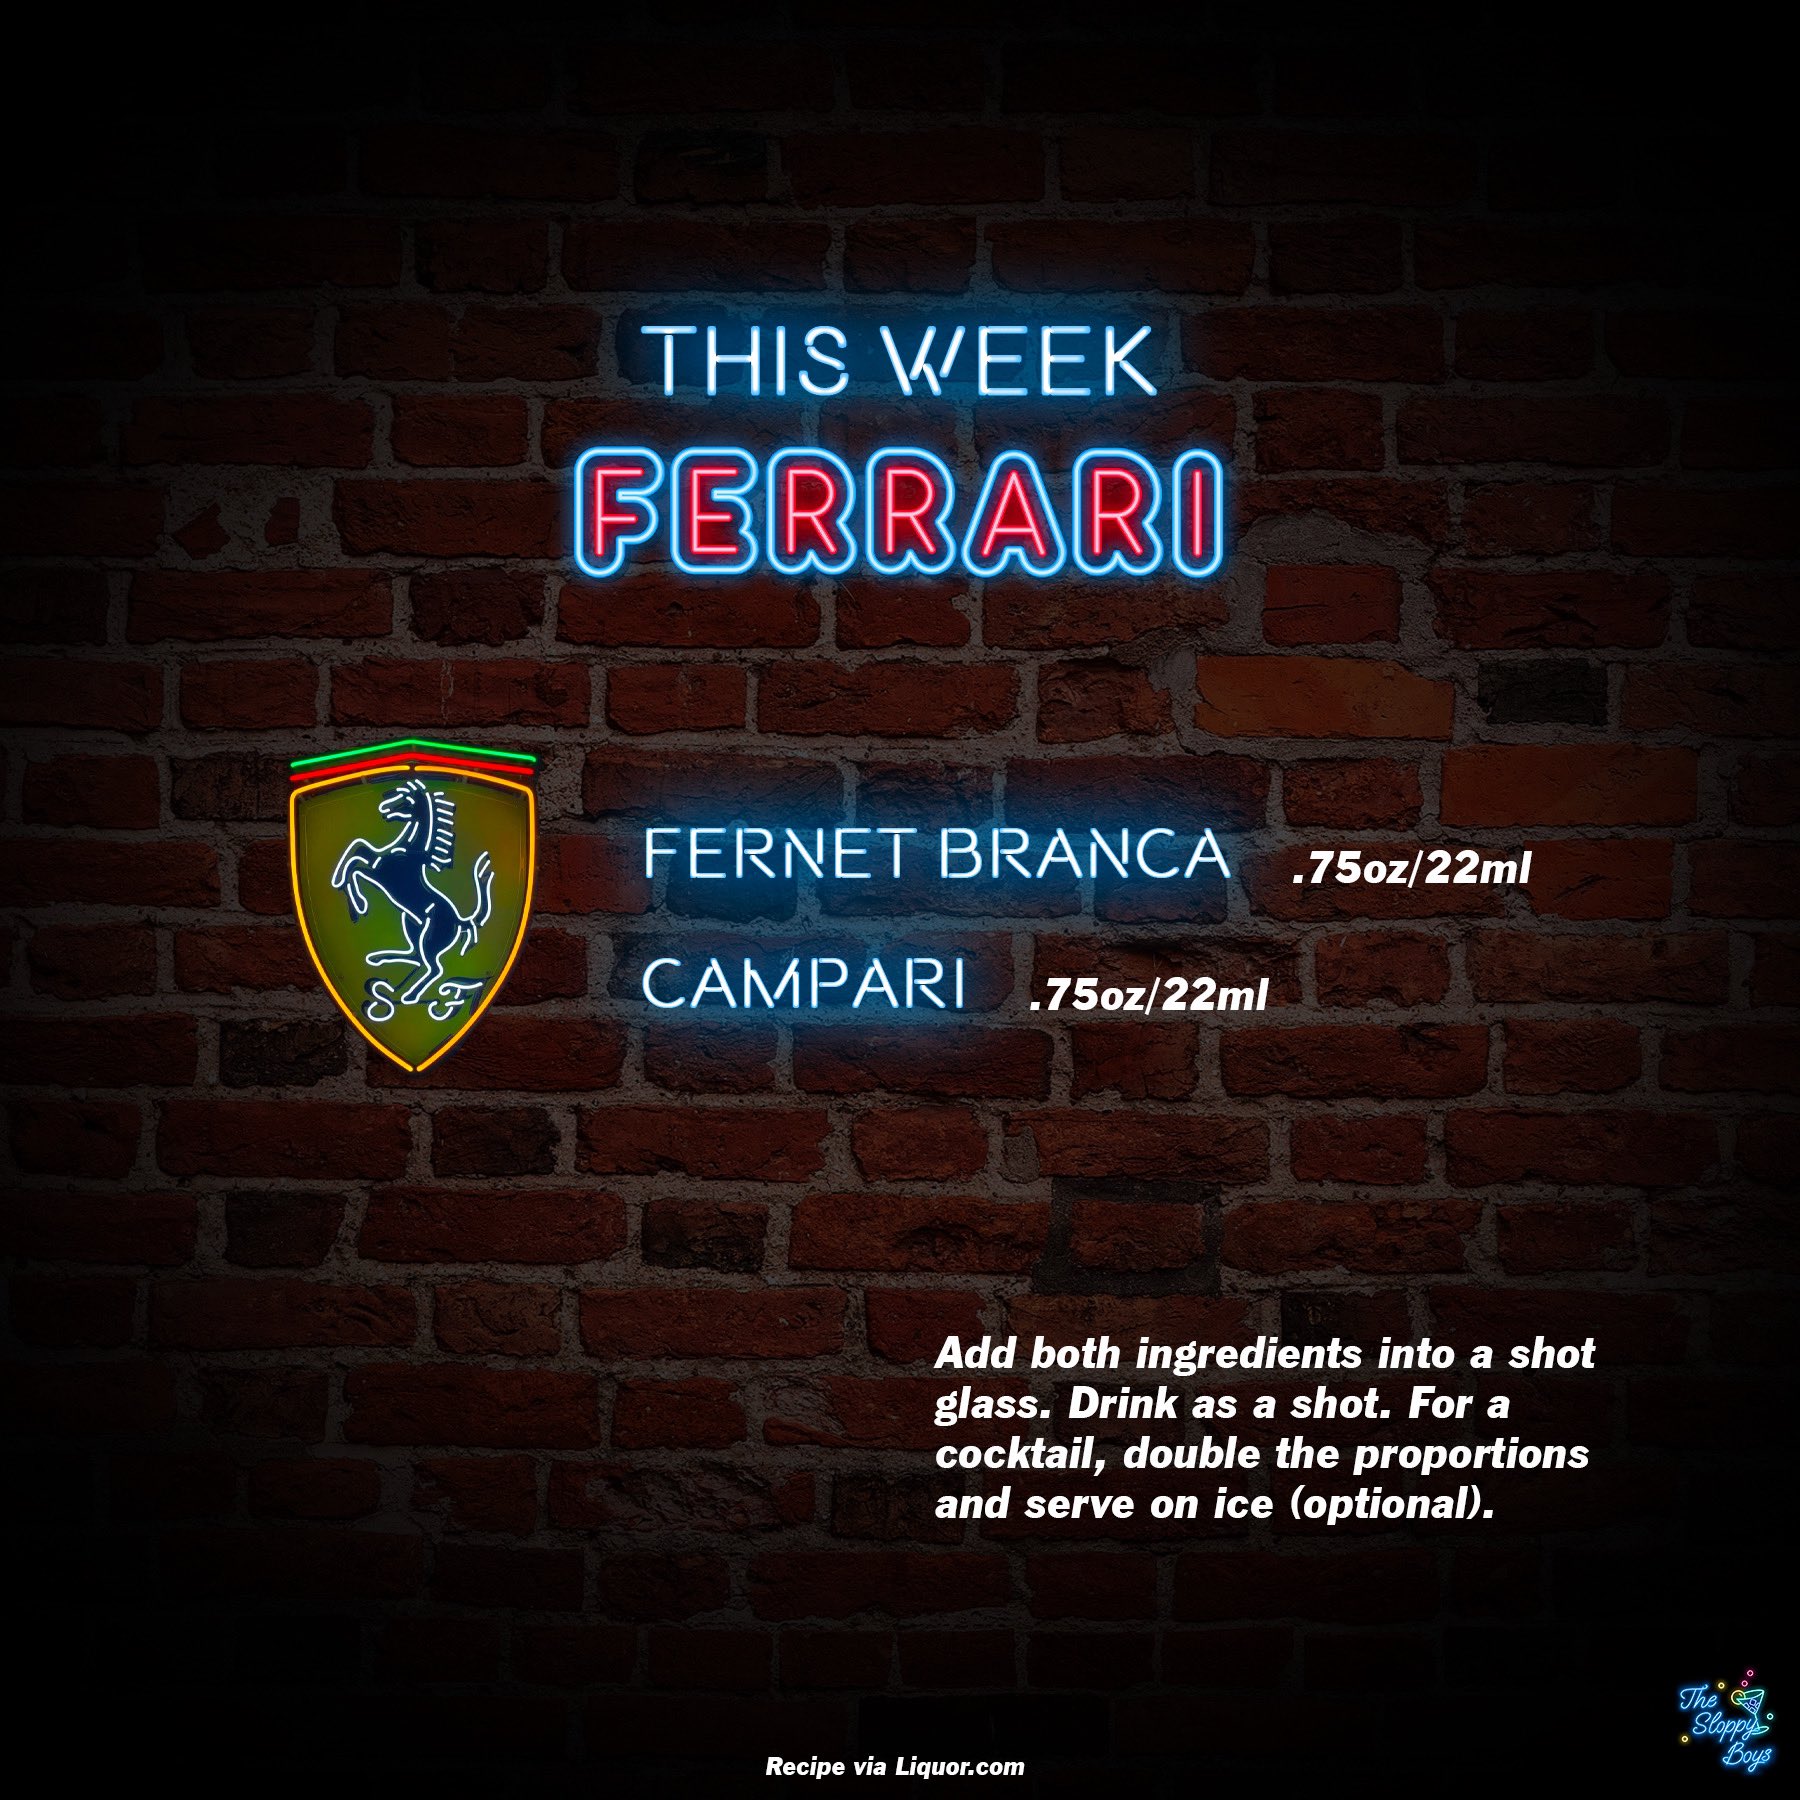 THIS WEEK
FERRARI
FERNET BRANCA .75oz/22ml
CAMPARI .75oz/22ml
S F
Add both ingredients into a shot
glass. Drink as a shot. For a
cocktail, double the proportions
and serve on ice (optional).
The
Sloppy
Boys
Recipe via Liquor.com